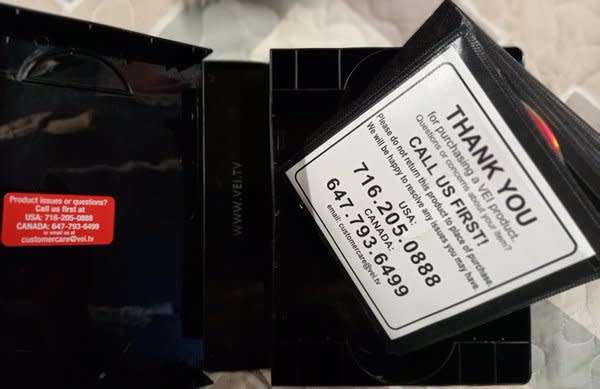 Product issues or questions?
Call us first at
USA: 716-205-0888
CANADA: 647-793-6499
or email us at
customercare@vei.tv
WWW.VEI.TV
THANK YOU
for purchasing a VEI product.
Questions or concerns about your item?
CALL US FIRST!
Please do not return this product to place of purchase.
We will be happy to resolve any issues you may have.
USA:
716.205.0888
CANADA:
647.793.6499
email: customercare@vei.tv